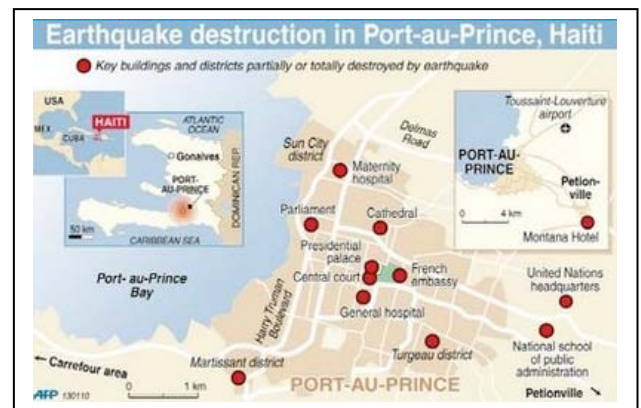 Earthquake destruction in Port-au-Prince, Haiti
Key buildings and districts partially or totally destroyed by earthquake
USA
MEX.
CUBA
HAITI
ATLANTIC
OCEAN
Gonaives
PORT-
AU-PRINCE
DOMINICAN REP.
50 km
CARIBBEAN SEA
Port- au-Prince
Bay
Sun City
district
Delmas
Road
Maternity
hospital
Parliament
Cathedral
Presidential
palace
Central court
French
embassy
General hospital
Harry Truman
Boulevard
Toussaint-Louverture
airport
PORT-AU-
PRINCE
Petion-
ville
0 4 km
Montana Hotel
United Nations
headquarters
National school
of public
administration
Turgeau district
Martissant district
Carrefour area
PORT-AU-PRINCE
Petionville
AFP 130110
0 1 km